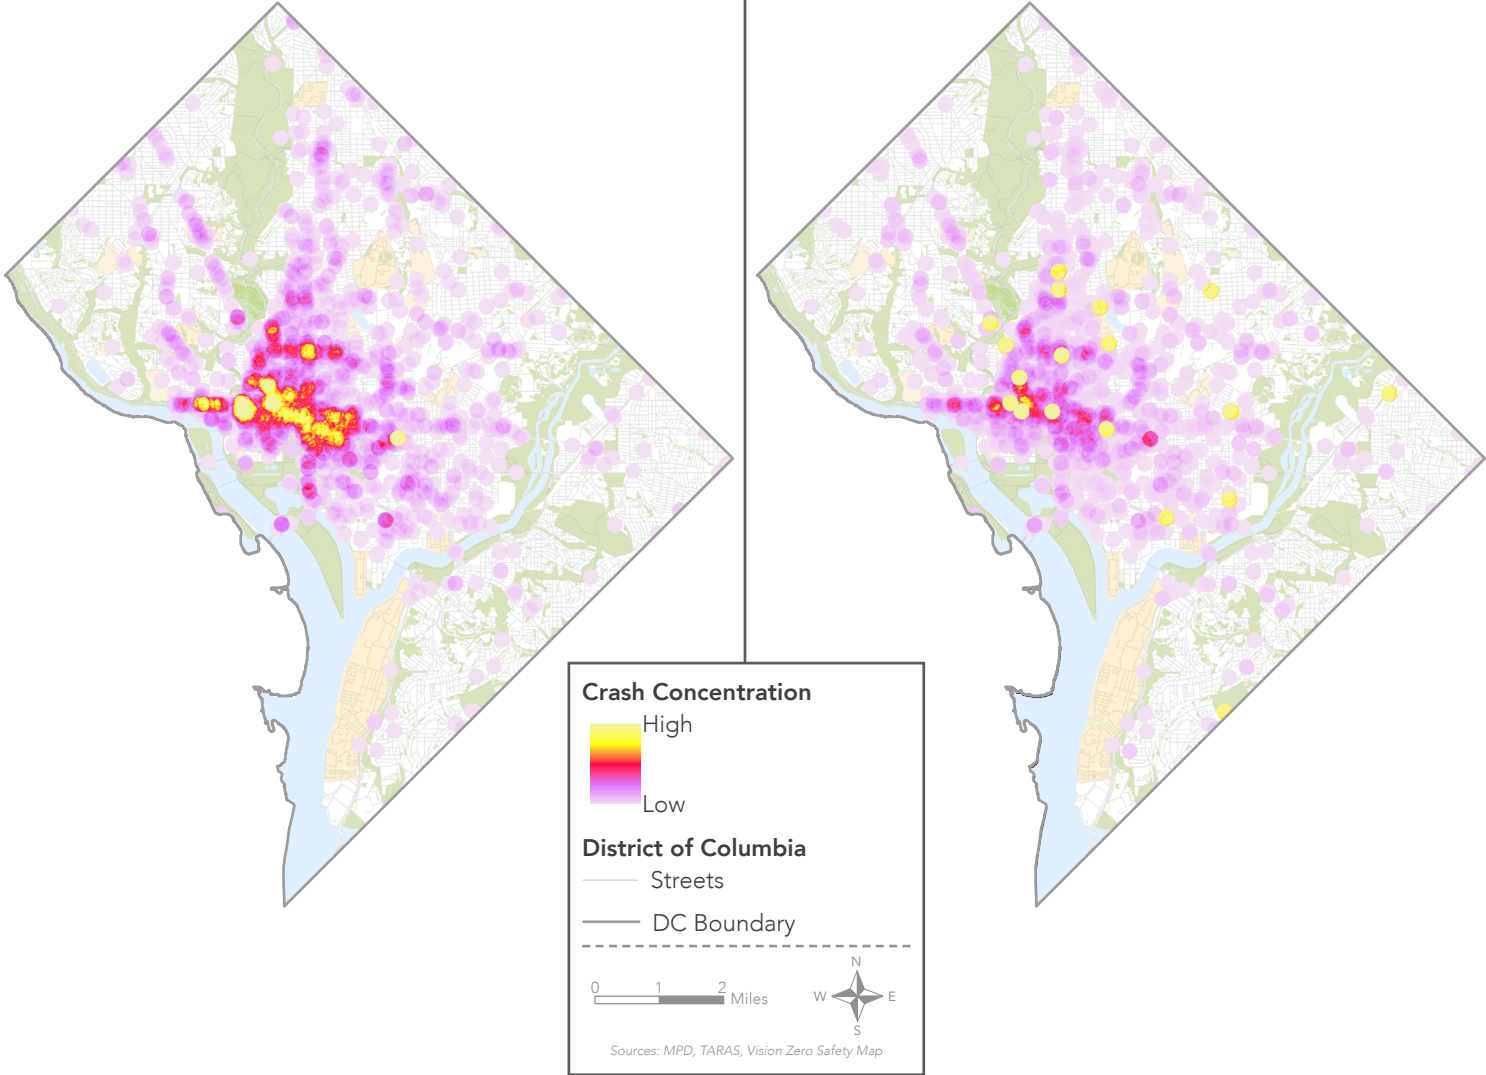 Crash Concentration
High
Low
District of Columbia
Streets
DC Boundary
0 1 2 Miles
N
W E
S
Sources: MPD, TARAS, Vision Zero Safety Map